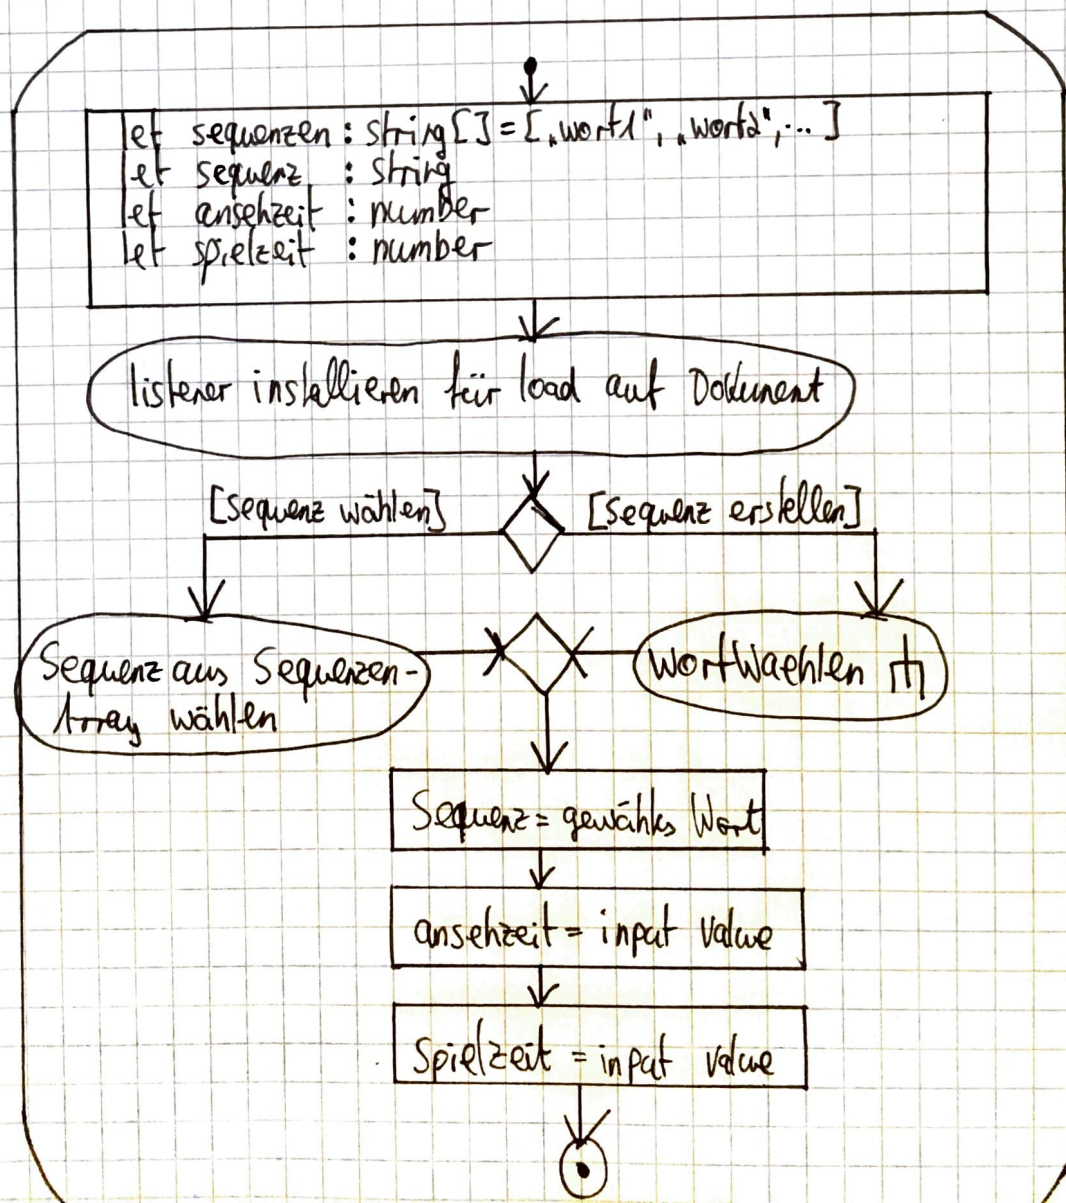 let sequenzen : string [ ] = [„wort1", „wort2", ... ]
let sequenz : string
let ansehzeit : number
let spielzeit : number
listener installieren für load auf Dokument
[sequenz wählen]
[sequenz erstellen]
Sequenz aus Sequenzen-
Array wählen
wortWaehlen
Sequenz = gewähltes Wort
ansehzeit = input value
Spielzeit = input value